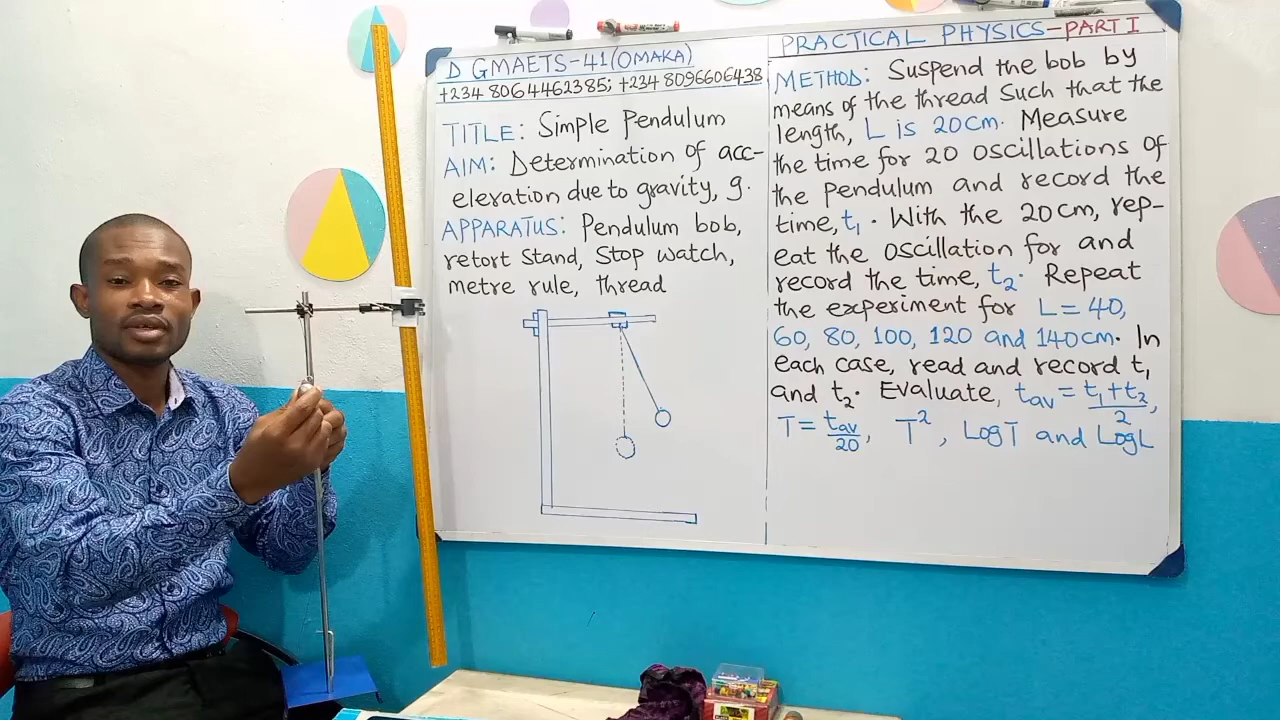 D GMAETS-41 (OMAKA)
+234 8064462385; +234 8096606438
TITLE: Simple Pendulum
AIM: Determination of acc-
eleration due to gravity, g.
APPARATUS: Pendulum bob,
retort Stand, Stop watch,
metre rule, thread
PRACTICAL PHYSICS-PART I
METHOD: Suspend the bob by
means of the thread Such that the
length, L is 20cm. Measure
the time for 20 oscillations of
the pendulum and record the
time, t₁. With the 20cm, rep-
eat the oscillation for and
record the time, t₂. Repeat
the experiment for L = 40,
60, 80, 100, 120 and 140cm. In
each case, read and record t₁
and t₂. Evaluate, tav = t₁+t₂/2,
T = tav/20, T², LogT and LogL